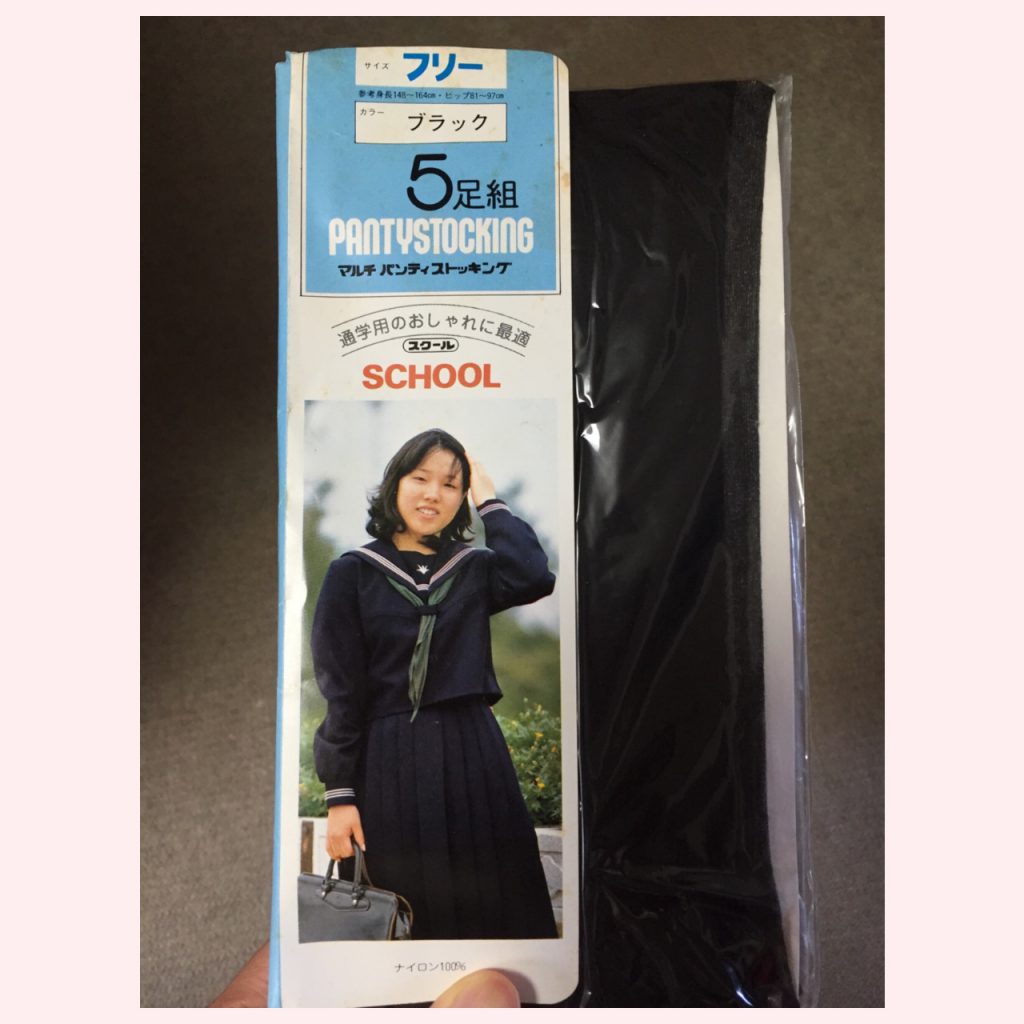 サイズ フリー
参考身長148〜164㎝・ヒップ81〜97㎝
カラー ブラック
5足組
PANTYSTOCKING
マルチ パンティストッキング
通学用のおしゃれに最適
スクール
SCHOOL
ナイロン100%